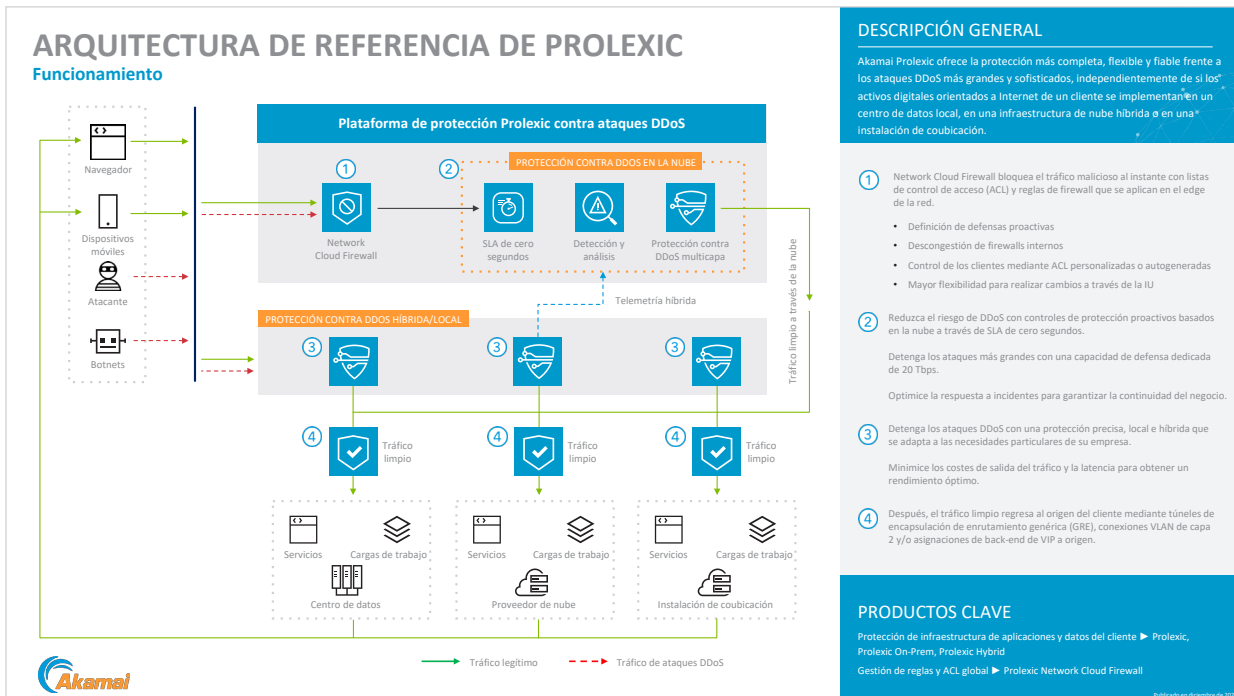 ARQUITECTURA DE REFERENCIA DE PROLEXIC
Funcionamiento
Navegador
Dispositivos
móviles
Atacante
Botnets
Plataforma de protección Prolexic contra ataques DDoS
1
2
PROTECCIÓN CONTRA DDOS EN LA NUBE
Network
Cloud Firewall
SLA de cero
segundos
Detección y
análisis
Protección contra
DDoS multicapa
Telemetría híbrida
Tráfico limpio a través de la nube
PROTECCIÓN CONTRA DDOS HÍBRIDA/LOCAL
3
3
3
4
Tráfico
limpio
4
Tráfico
limpio
4
Tráfico
limpio
Servicios
Cargas de trabajo
Centro de datos
Servicios
Cargas de trabajo
Proveedor de nube
Servicios
Cargas de trabajo
Instalación de coubicación
Akamai
Tráfico legítimo
Tráfico de ataques DDoS
DESCRIPCIÓN GENERAL
Akamai Prolexic ofrece la protección más completa, flexible y fiable frente a
los ataques DDoS más grandes y sofisticados, independientemente de si los
activos digitales orientados a Internet de un cliente se implementan en un
centro de datos local, en una infraestructura de nube híbrida o en una
instalación de coubicación.
1
Network Cloud Firewall bloquea el tráfico malicioso al instante con listas
de control de acceso (ACL) y reglas de firewall que se aplican en el edge
de la red.
• Definición de defensas proactivas
• Descongestión de firewalls internos
• Control de los clientes mediante ACL personalizadas o autogeneradas
• Mayor flexibilidad para realizar cambios a través de la IU
2
Reduzca el riesgo de DDoS con controles de protección proactivos basados
en la nube a través de SLA de cero segundos.
Detenga los ataques más grandes con una capacidad de defensa dedicada
de 20 Tbps.
Optimice la respuesta a incidentes para garantizar la continuidad del negocio.
3
Detenga los ataques DDoS con una protección precisa, local e híbrida que
se adapta a las necesidades particulares de su empresa.
Minimice los costes de salida del tráfico y la latencia para obtener un
rendimiento óptimo.
4
Después, el tráfico limpio regresa al origen del cliente mediante túneles de
encapsulación de enrutamiento genérica (GRE), conexiones VLAN de capa
2 y/o asignaciones de back-end de VIP a origen.
PRODUCTOS CLAVE
Protección de infraestructura de aplicaciones y datos del cliente ► Prolexic,
Prolexic On-Prem, Prolexic Hybrid
Gestión de reglas y ACL global ► Prolexic Network Cloud Firewall
Publicado en diciembre de